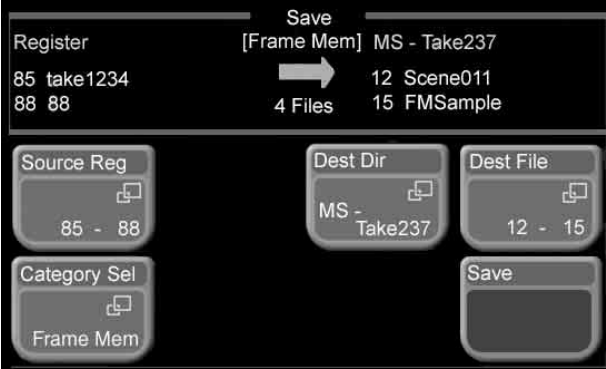 Save
Register [Frame Mem] MS - Take237
85 take1234 12 Scene011
88 88 4 Files 15 FMSample
Source Reg
85 - 88
Dest Dir
MS -
Take237
Dest File
12 - 15
Category Sel
Frame Mem
Save